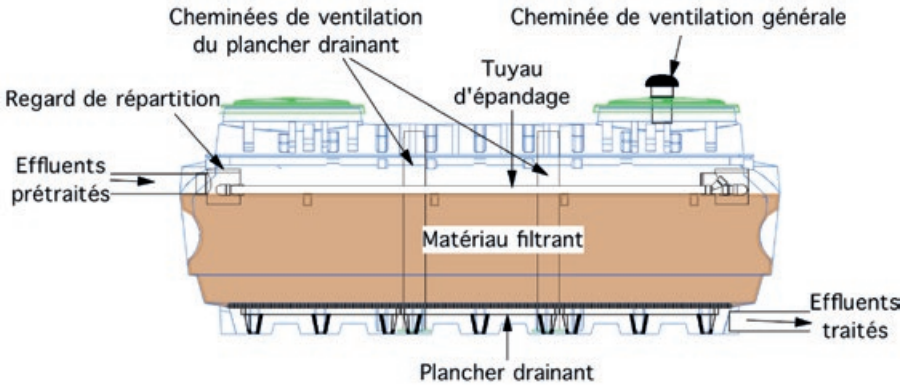 Cheminées de ventilation
du plancher drainant
Cheminée de ventilation générale
Tuyau
d'épandage
Regard de répartition
Effluents
prétraités
Matériau filtrant
Effluents
traités
Plancher drainant